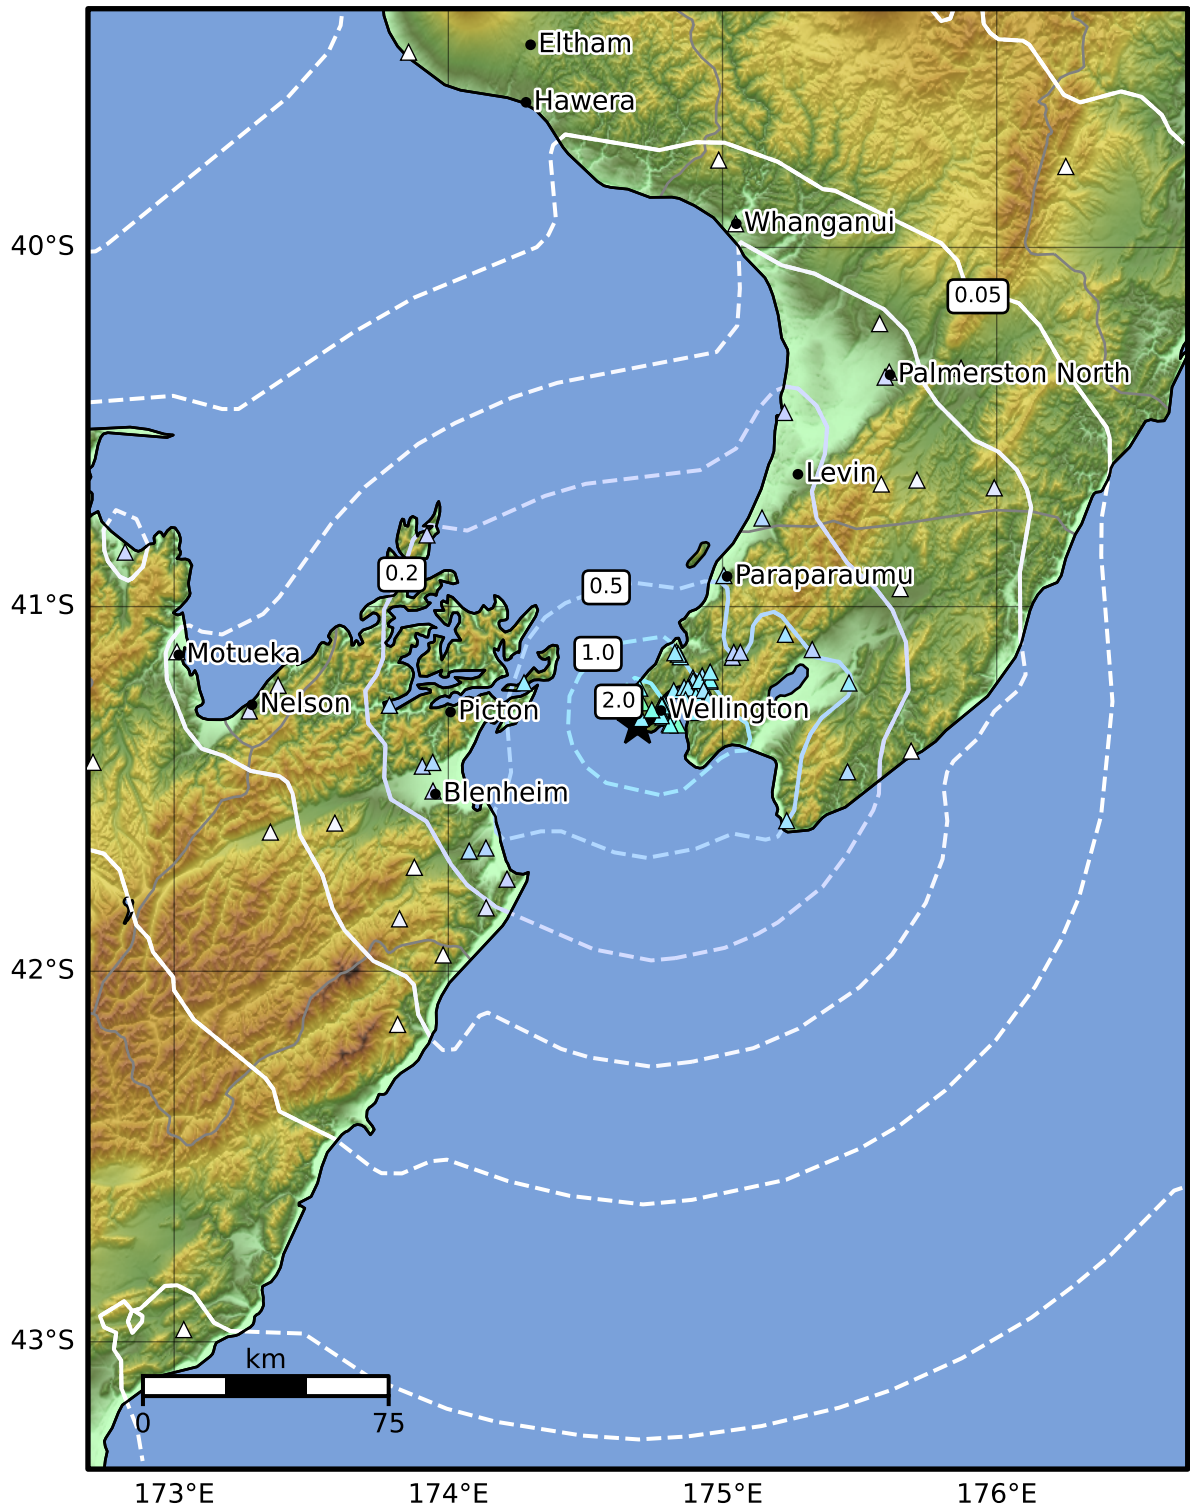 Eltham
Hawera
Whanganui
40°S
0.05
Palmerston North
Levin
0.2
Paraparaumu
0.5
41°S
Motueka
1.0
Nelson
Picton
2.0
Wellington
Blenheim
42°S
43°S
km
0
75
173°E
174°E
175°E
176°E